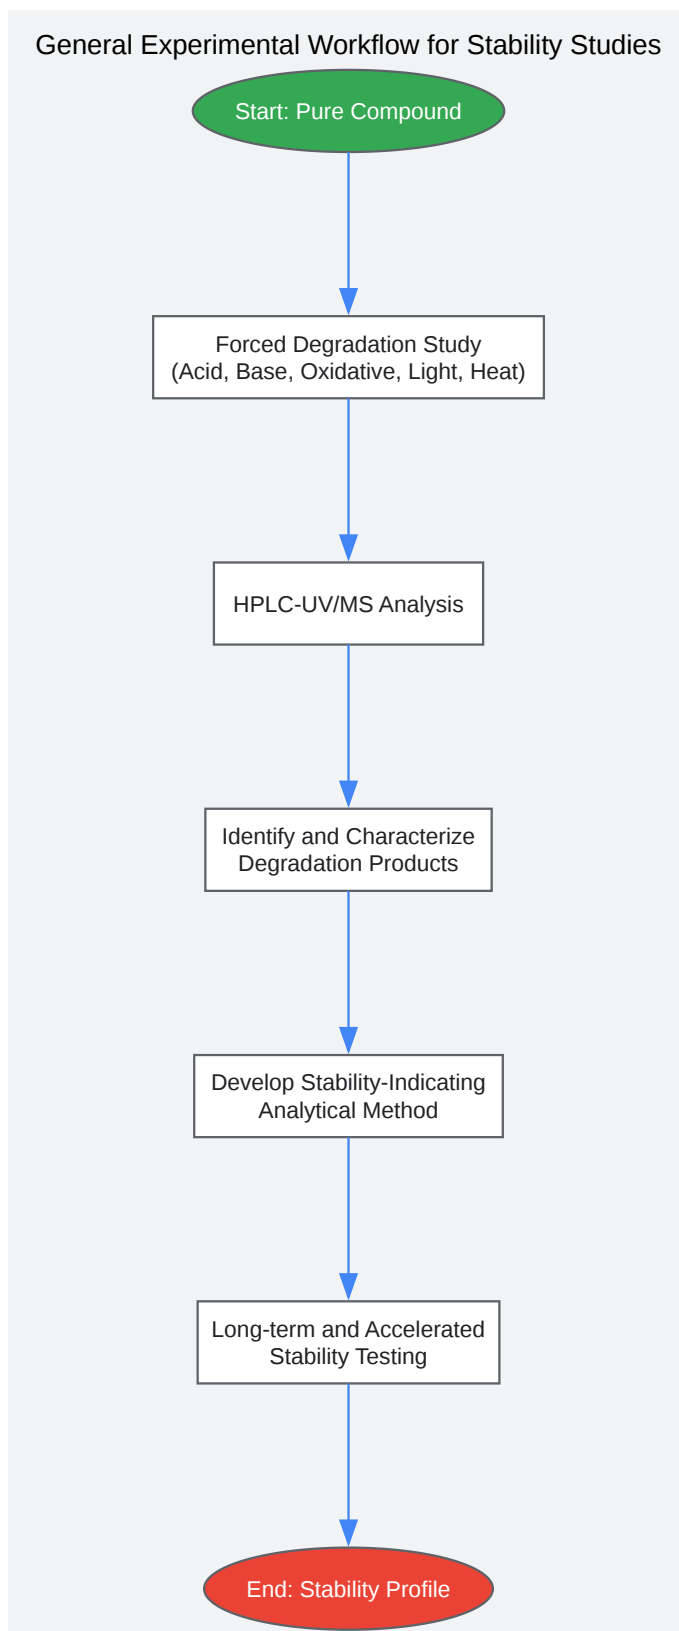 General Experimental Workflow for Stability Studies
Start: Pure Compound
Forced Degradation Study
(Acid, Base, Oxidative, Light, Heat)
HPLC-UV/MS Analysis
Identify and Characterize
Degradation Products
Develop Stability-Indicating
Analytical Method
Long-term and Accelerated
Stability Testing
End: Stability Profile